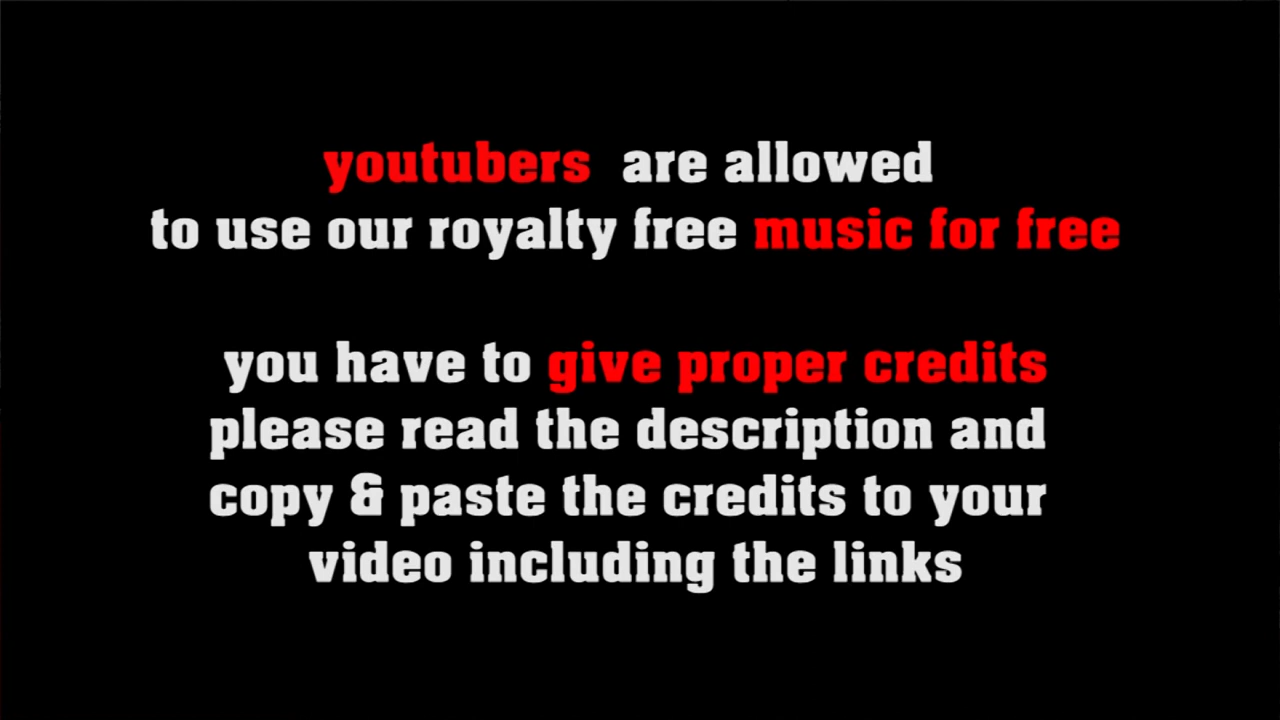 youtubers are allowed
to use our royalty free music for free
you have to give proper credits
please read the description and
copy & paste the credits to your
video including the links